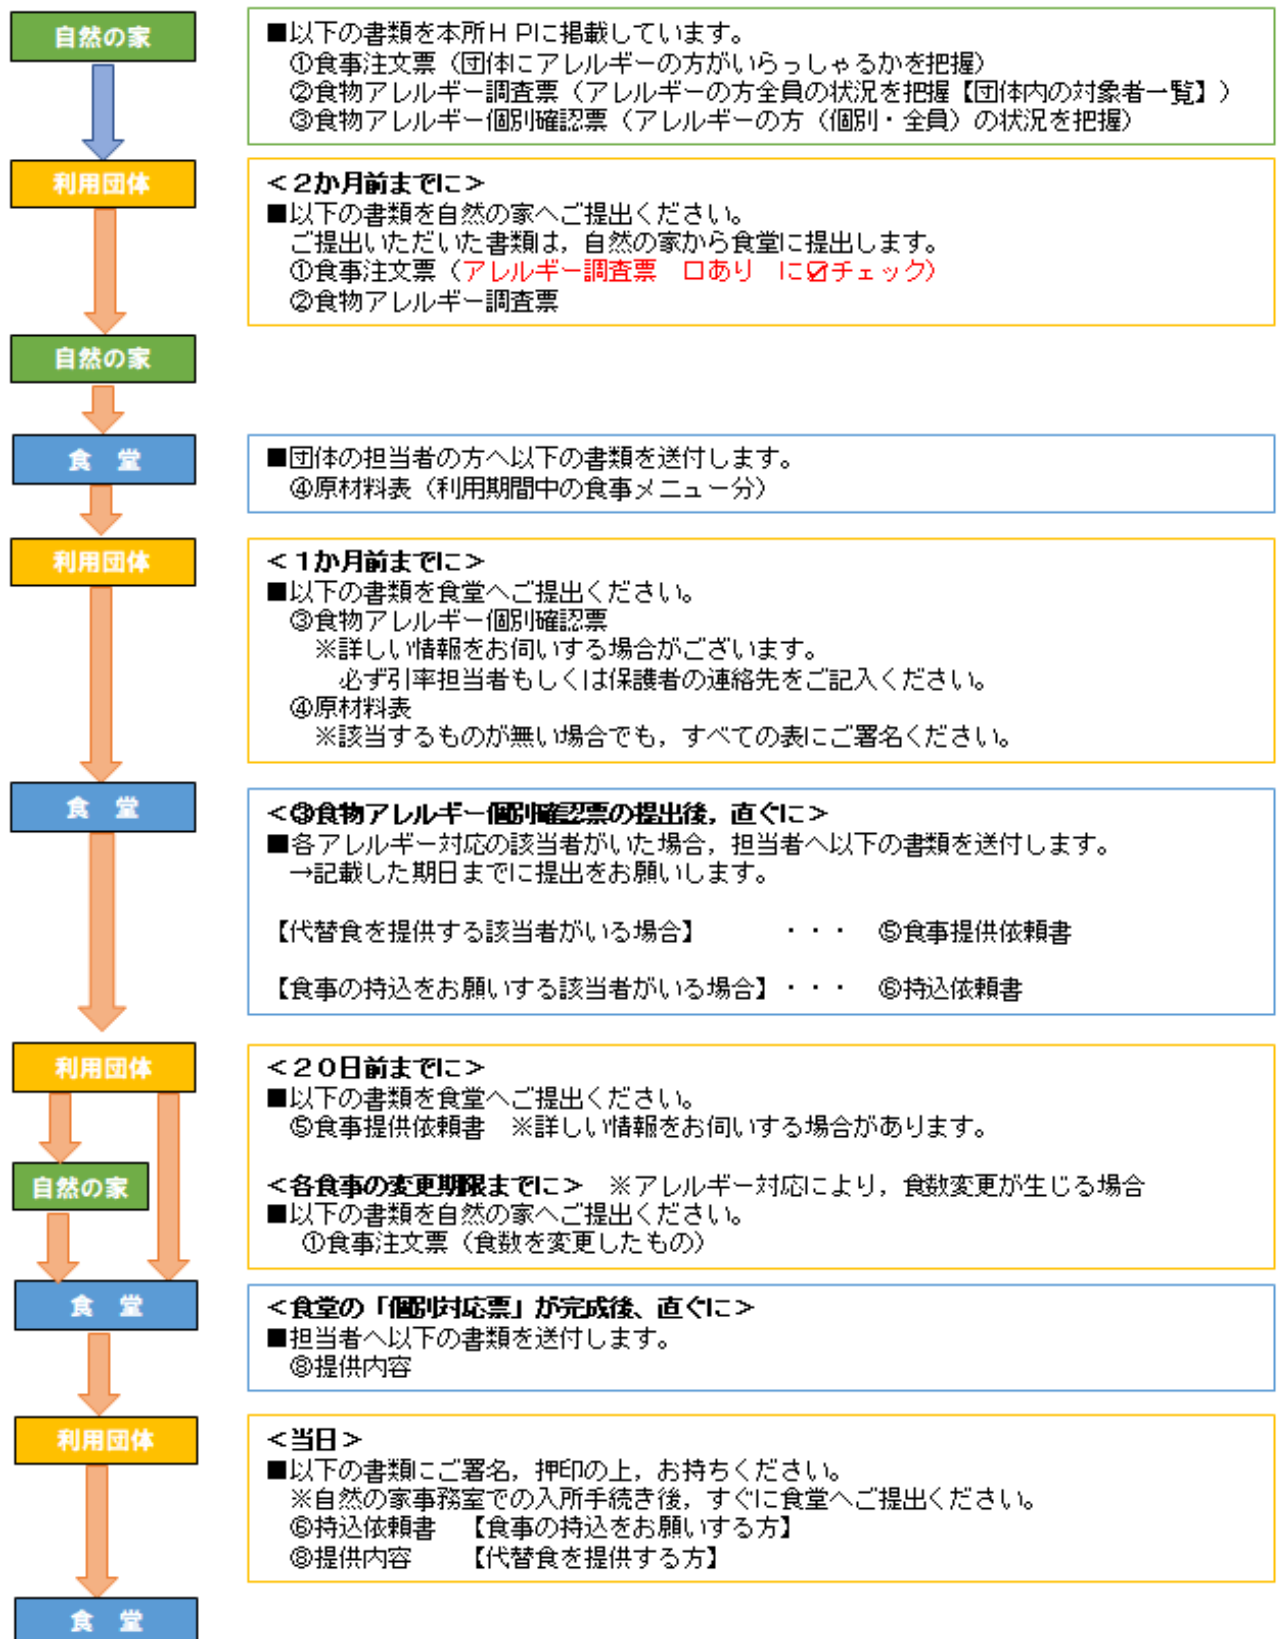 自然の家
■以下の書類を本所ＨＰに掲載しています。
①食事注文票（団体にアレルギーの方がいらっしゃるかを把握）
②食物アレルギー調査票（アレルギーの方全員の状況を把握【団体内の対象者一覧】）
③食物アレルギー個別確認票（アレルギーの方（個別・全員）の状況を把握）
利用団体
＜２か月前までに＞
■以下の書類を自然の家へご提出ください。
ご提出いただいた書類は，自然の家から食堂に提出します。
①食事注文票（アレルギー調査票　□あり　に☑チェック）
②食物アレルギー調査票
自然の家
食　堂
■団体の担当者の方へ以下の書類を送付します。
④原材料表（利用期間中の食事メニュー分）
利用団体
＜１か月前までに＞
■以下の書類を食堂へご提出ください。
③食物アレルギー個別確認票
※詳しい情報をお伺いする場合がございます。
必ず引率担当者もしくは保護者の連絡先をご記入ください。
④原材料表
※該当するものが無い場合でも，すべての表にご署名ください。
食　堂
＜③食物アレルギー個別確認票の提出後，直ぐに＞
■各アレルギー対応の該当者がいた場合，担当者へ以下の書類を送付します。
→記載した期日までに提出をお願いします。
【代替食を提供する該当者がいる場合】　　　・・・　⑤食事提供依頼書
【食事の持込をお願いする該当者がいる場合】・・・　⑥持込依頼書
利用団体
＜２０日前までに＞
■以下の書類を食堂へご提出ください。
⑤食事提供依頼書　※詳しい情報をお伺いする場合があります。
自然の家
＜各食事の変更期限までに＞　※アレルギー対応により，食数変更が生じる場合
■以下の書類を自然の家へご提出ください。
①食事注文票（食数を変更したもの）
食　堂
＜食堂の「個別対応票」が完成後、直ぐに＞
■担当者へ以下の書類を送付します。
⑧提供内容
利用団体
＜当日＞
■以下の書類にご署名，押印の上，お持ちください。
※自然の家事務室での入所手続き後，すぐに食堂へご提出ください。
⑥持込依頼書　【食事の持込をお願いする方】
⑧提供内容　　【代替食を提供する方】
食　堂